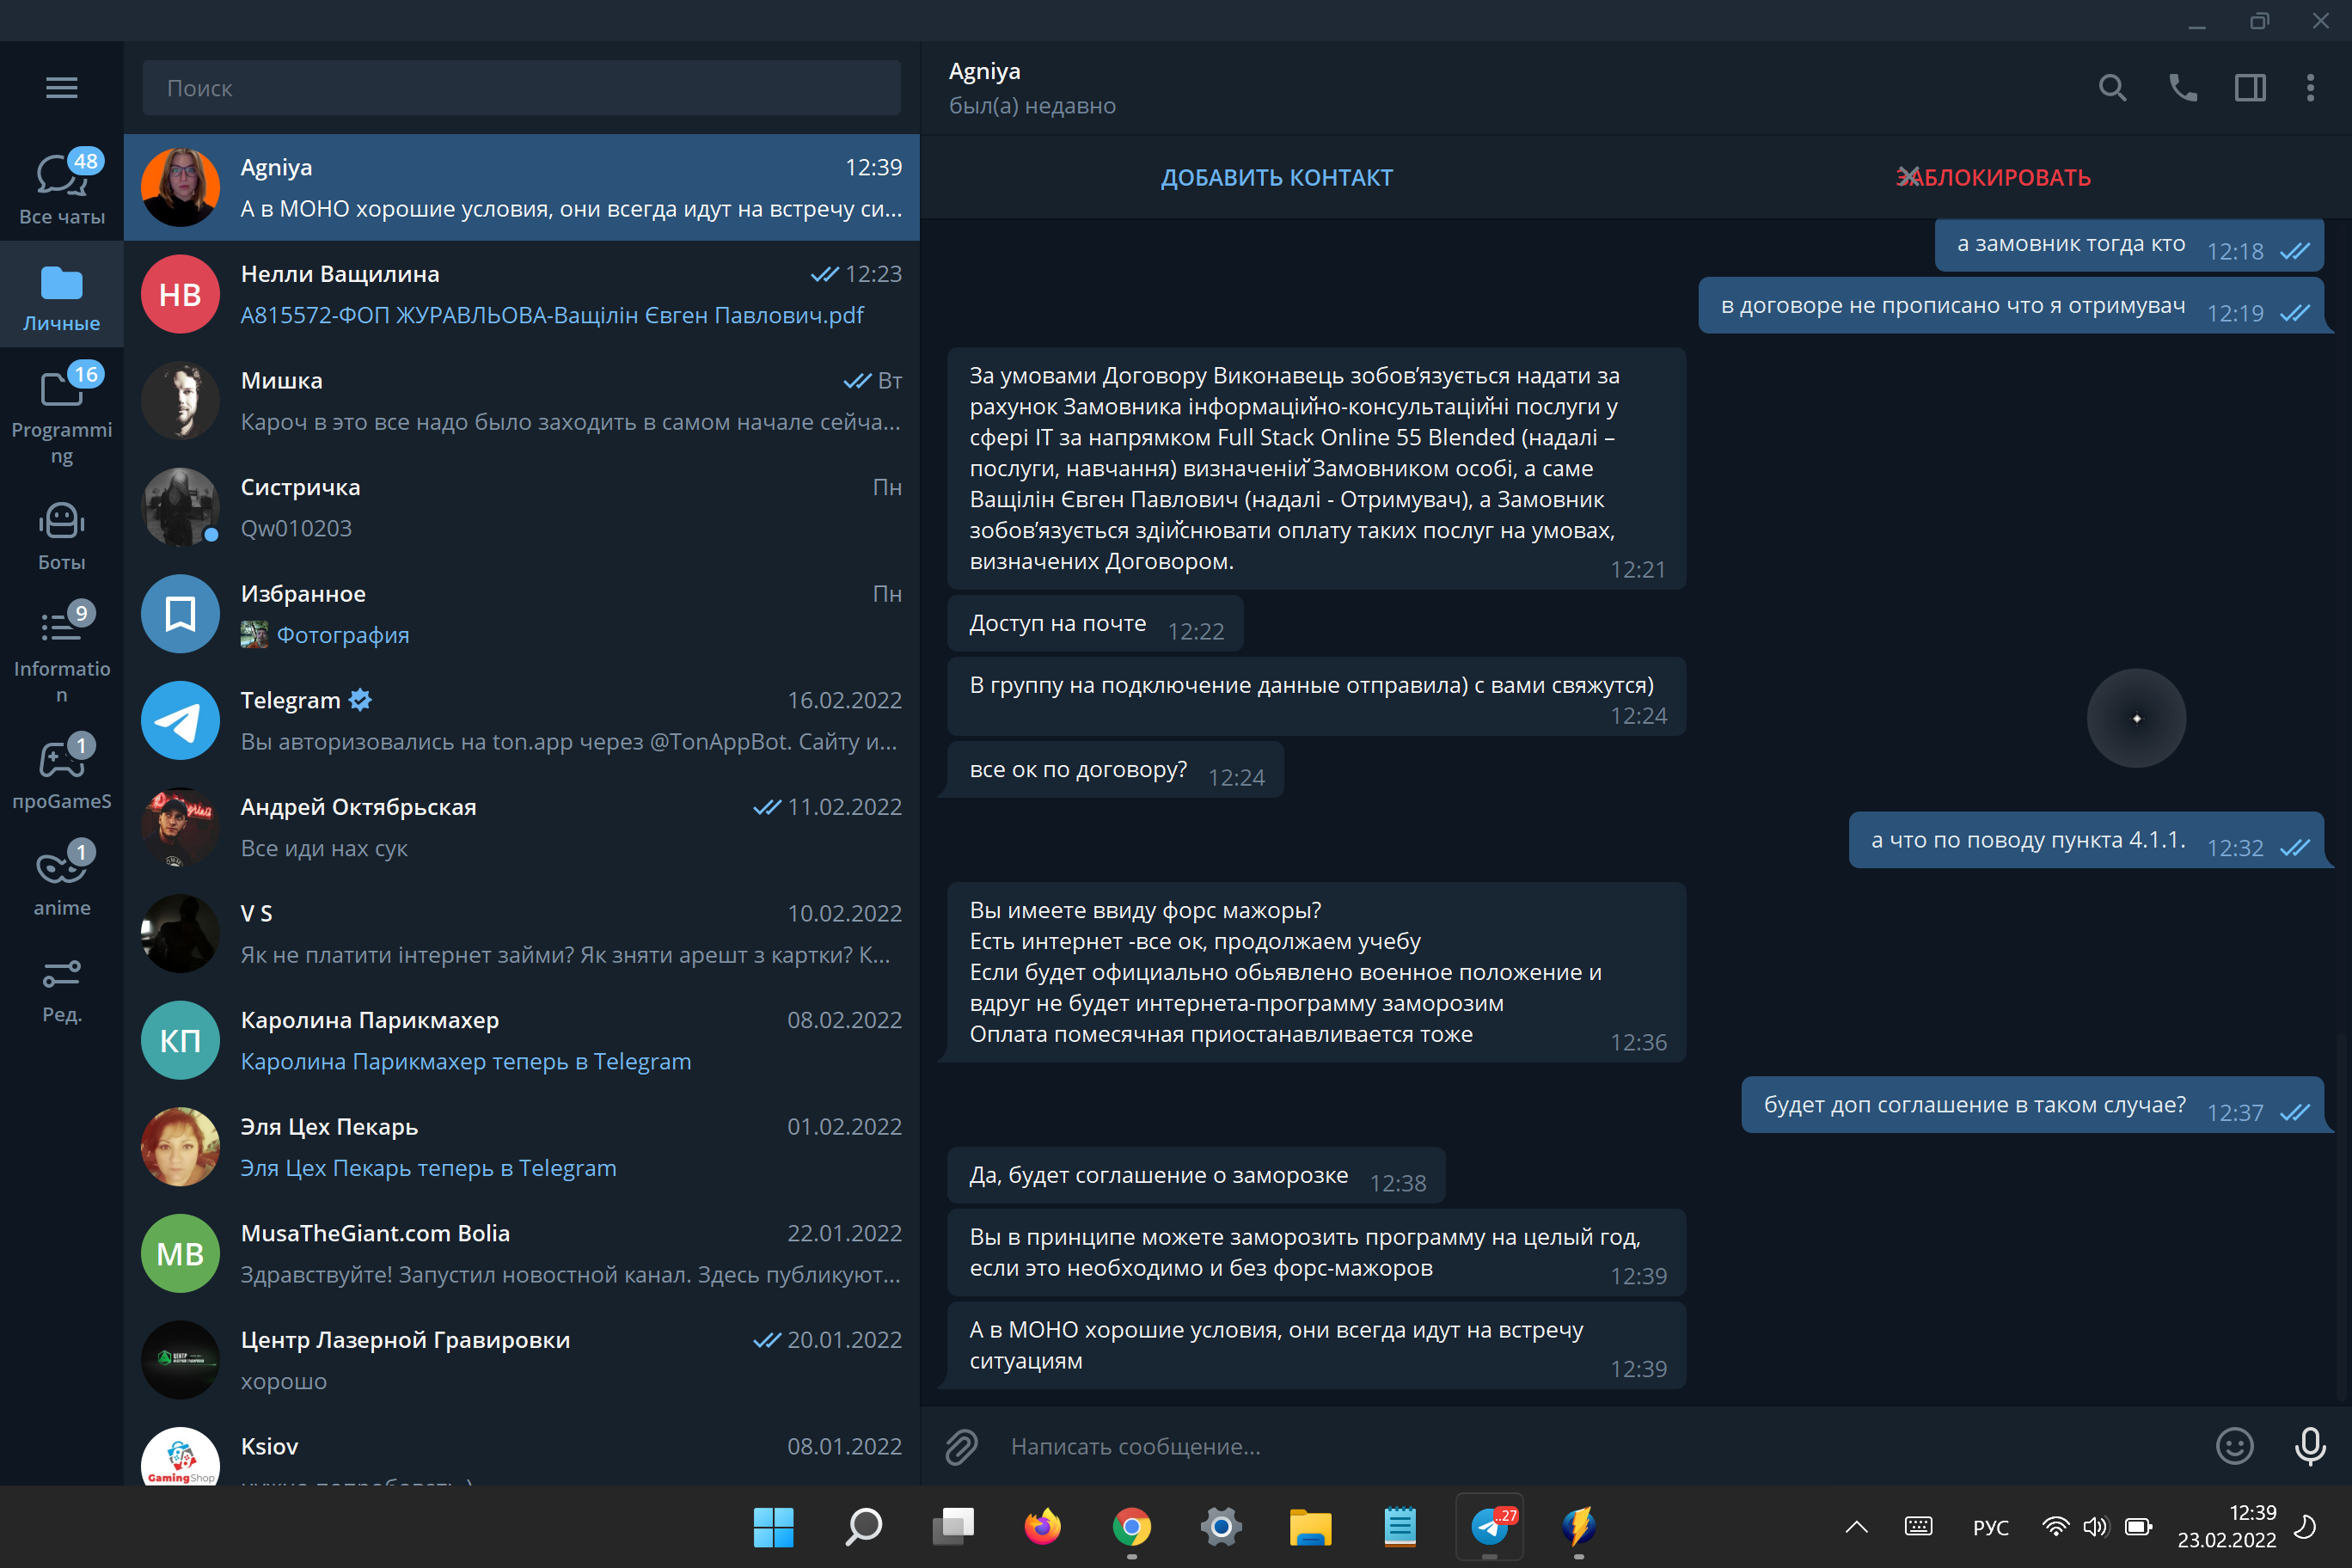 Поиск
48
Все чаты
Личные
16
Programmi
ng
Боты
9
Informatio
n
1
проGameS
1
anime
Ред.
Agniya 12:39
А в МОНО хорошие условия, они всегда идут на встречу си...
НВ
Нелли Ващилина 12:23
А815572-ФОП ЖУРАВЛЬОВА-Ващілін Євген Павлович.pdf
Мишка Вт
Кароч в это все надо было заходить в самом начале сейча...
Систричка Пн
Qw010203
Избранное Пн
Фотография
Telegram 16.02.2022
Вы авторизовались на ton.app через @TonAppBot. Сайту и...
Андрей Октябрьская 11.02.2022
Все иди нах сук
V S 10.02.2022
Як не платити інтернет займи? Як зняти арешт з картки? К...
КП
Каролина Парикмахер 08.02.2022
Каролина Парикмахер теперь в Telegram
Эля Цех Пекарь 01.02.2022
Эля Цех Пекарь теперь в Telegram
MB
MusaTheGiant.com Bolia 22.01.2022
Здравствуйте! Запустил новостной канал. Здесь публикуют...
Центр Лазерной Гравировки 20.01.2022
хорошо
Ksiov 08.01.2022
GamingShop
Agniya
был(а) недавно
ДОБАВИТЬ КОНТАКТ
ЗАБЛОКИРОВАТЬ
а замовник тогда кто 12:18
в договоре не прописано что я отримувач 12:19
За умовами Договору Виконавець зобов’язується надати за
рахунок Замовника інформаційно-консультаційні послуги у
сфері ІТ за напрямком Full Stack Online 55 Blended (надалі –
послуги, навчання) визначеній Замовником особі, а саме
Ващілін Євген Павлович (надалі - Отримувач), а Замовник
зобов’язується здійснювати оплату таких послуг на умовах,
визначених Договором. 12:21
Доступ на почте 12:22
В группу на подключение данные отправила) с вами свяжутся)
12:24
все ок по договору? 12:24
а что по поводу пункта 4.1.1. 12:32
Вы имеете ввиду форс мажоры?
Есть интернет -все ок, продолжаем учебу
Если будет официально обьявлено военное положение и
вдруг не будет интернета-программу заморозим
Оплата помесячная приостанавливается тоже 12:36
будет доп соглашение в таком случае? 12:37
Да, будет соглашение о заморозке 12:38
Вы в принципе можете заморозить программу на целый год,
если это необходимо и без форс-мажоров 12:39
А в МОНО хорошие условия, они всегда идут на встречу
ситуациям 12:39
Написать сообщение...
..27
РУС
12:39
23.02.2022